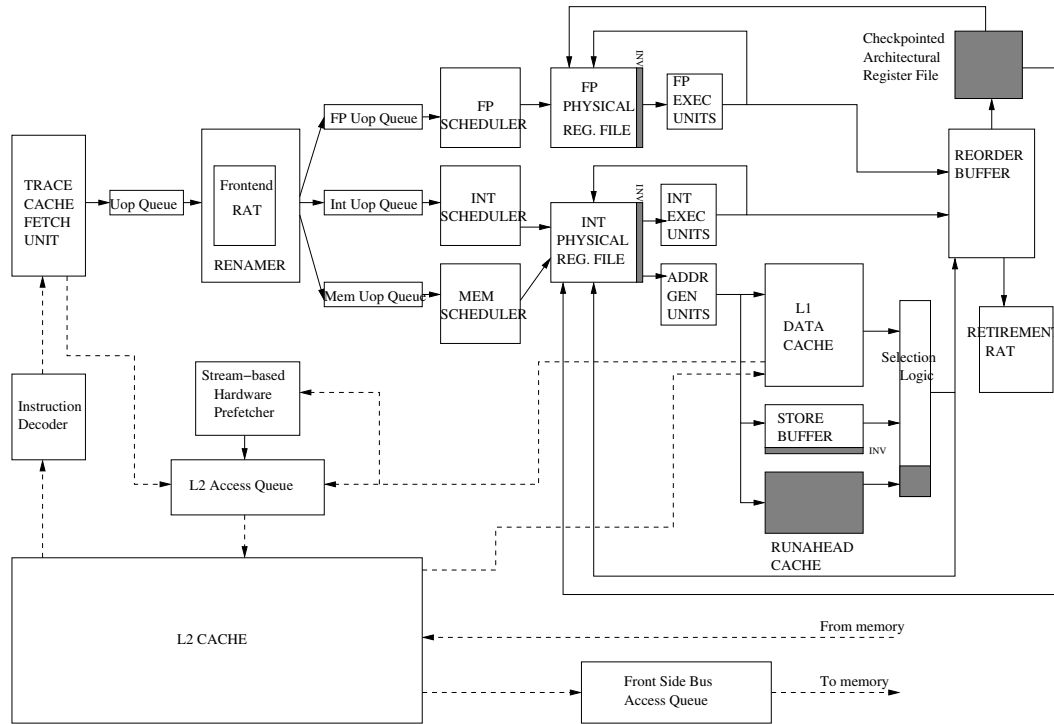 Checkpointed
Architectural
Register File
INV
FP
SCHEDULER
FP
PHYSICAL
REG. FILE
FP
EXEC
UNITS
FP Uop Queue
REORDER
BUFFER
TRACE
CACHE
FETCH
UNIT
Uop Queue
Frontend
RAT
RENAMER
Int Uop Queue
INT
SCHEDULER
INV
INT
PHYSICAL
REG. FILE
INT
EXEC
UNITS
Mem Uop Queue
MEM
SCHEDULER
ADDR
GEN
UNITS
L1
DATA
CACHE
Selection
Logic
RETIREMENT
RAT
Instruction
Decoder
Stream-based
Hardware
Prefetcher
STORE
BUFFER
INV
L2 Access Queue
RUNAHEAD
CACHE
L2 CACHE
From memory
Front Side Bus
Access Queue
To memory